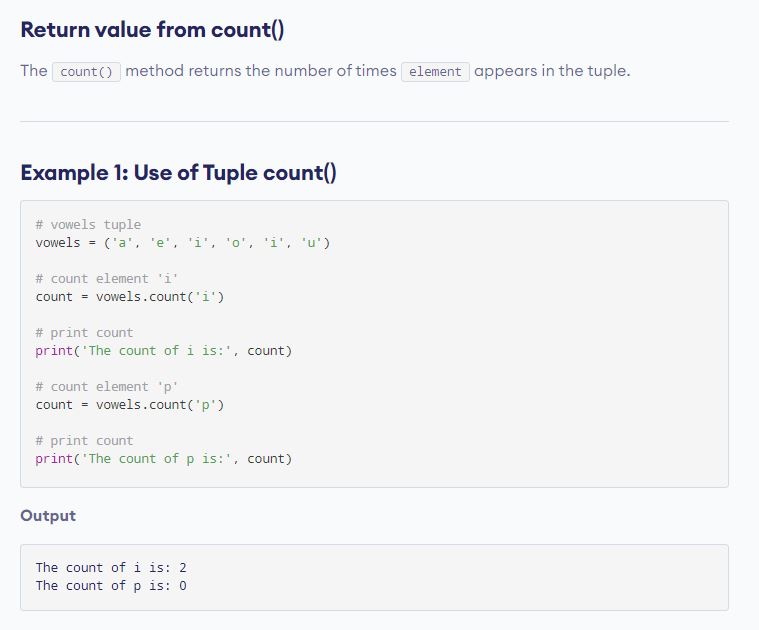 Return value from count()
The count() method returns the number of times element appears in the tuple.
Example 1: Use of Tuple count()
# vowels tuple
vowels = ('a', 'e', 'i', 'o', 'i', 'u')
# count element 'i'
count = vowels.count('i')
# print count
print('The count of i is:', count)
# count element 'p'
count = vowels.count('p')
# print count
print('The count of p is:', count)
Output
The count of i is: 2
The count of p is: 0